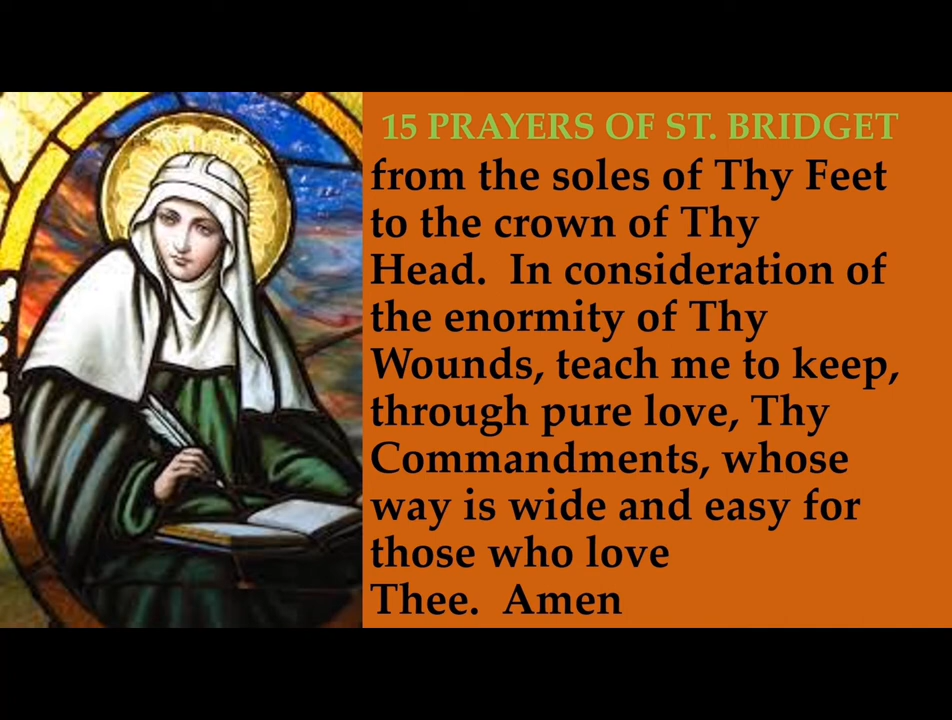 15 PRAYERS OF ST. BRIDGET
from the soles of Thy Feet
to the crown of Thy
Head.  In consideration of
the enormity of Thy
Wounds, teach me to keep,
through pure love, Thy
Commandments, whose
way is wide and easy for
those who love
Thee.  Amen